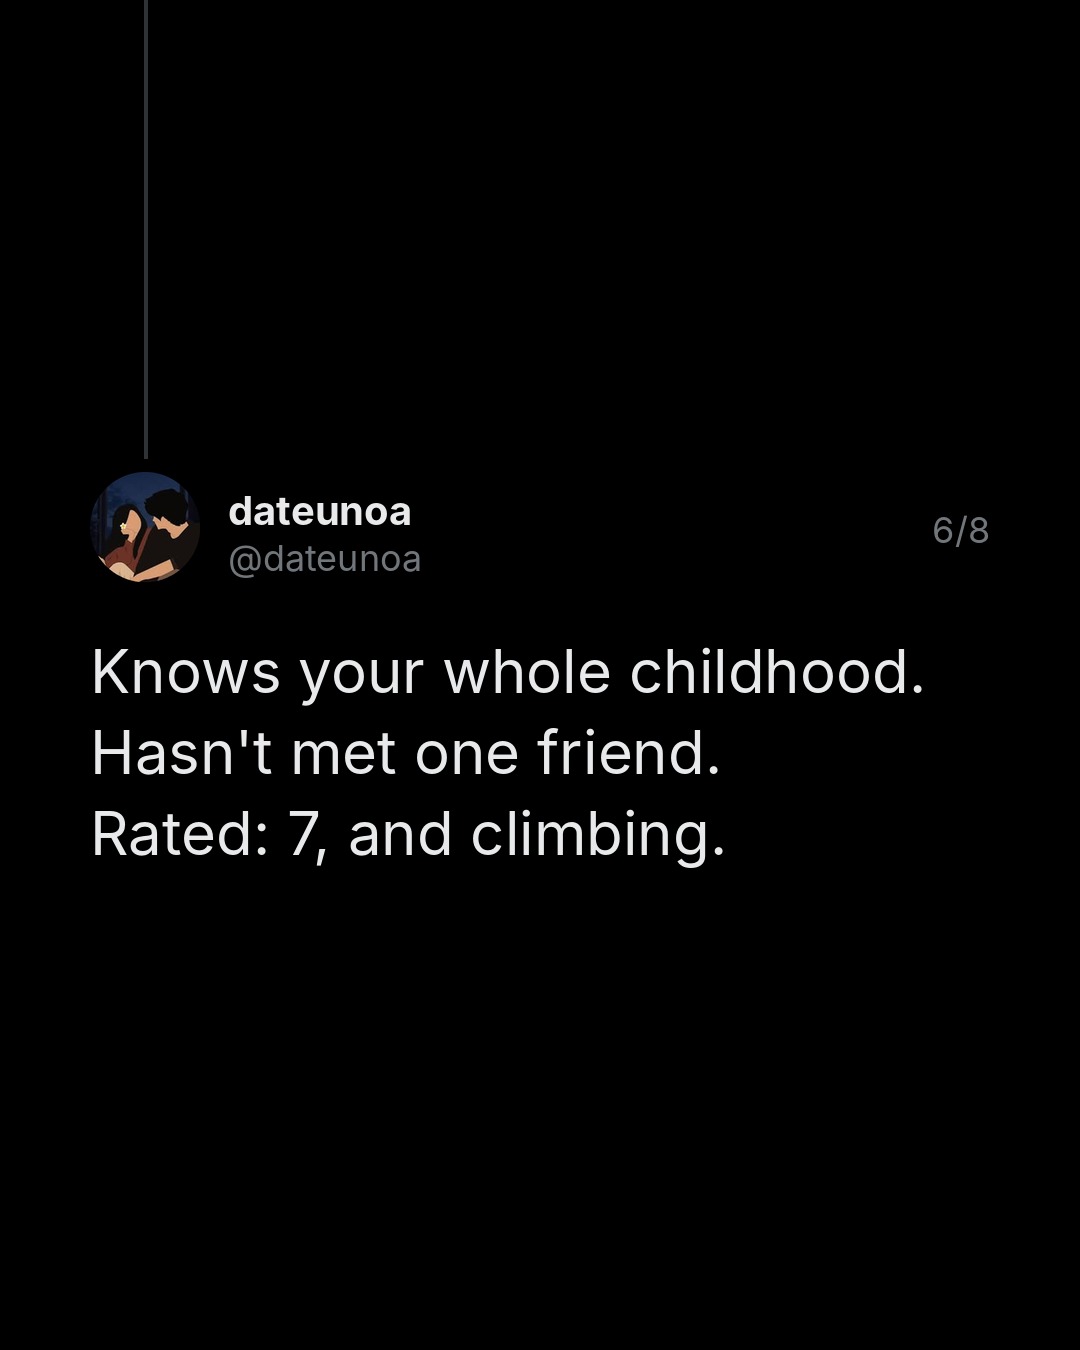 dateunoa
@dateunoa
6/8
Knows your whole childhood.
Hasn't met one friend.
Rated: 7, and climbing.